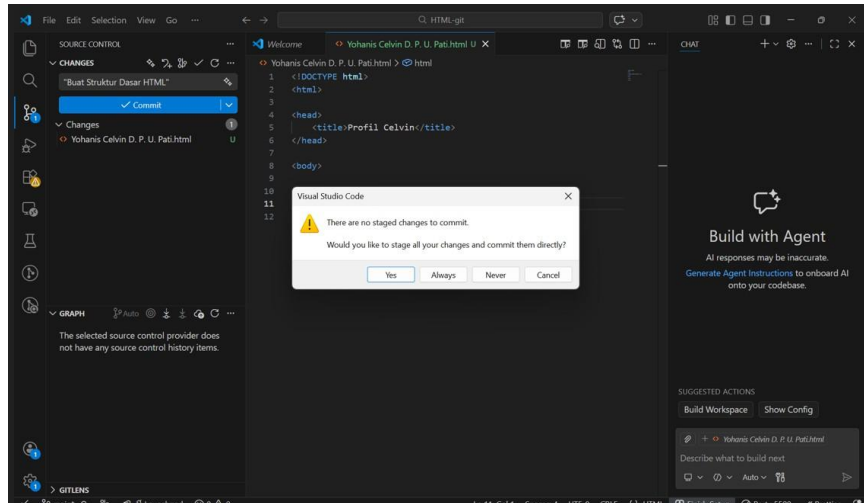 File Edit Selection View Go ...
HTML-git
SOURCE CONTROL
CHANGES
"Buat Struktur Dasar HTML"
Commit
Changes
1
Yohanis Celvin D. P. U. Pati.html U
GRAPH
Auto
The selected source control provider does
not have any source control history items.
GITLENS
Welcome
Yohanis Celvin D. P. U. Pati.html U
Yohanis Celvin D. P. U. Pati.html > html
1 <!DOCTYPE html>
2 <html>
3
4 <head>
5 <title>Profil Celvin</title>
6 </head>
7
8 <body>
9
10
11
12
Visual Studio Code
There are no staged changes to commit.
Would you like to stage all your changes and commit them directly?
Yes Always Never Cancel
CHAT
Build with Agent
AI responses may be inaccurate.
Generate Agent Instructions to onboard AI
onto your codebase.
SUGGESTED ACTIONS
Build Workspace Show Config
Yohanis Celvin D. P. U. Pati.html
Describe what to build next
Auto